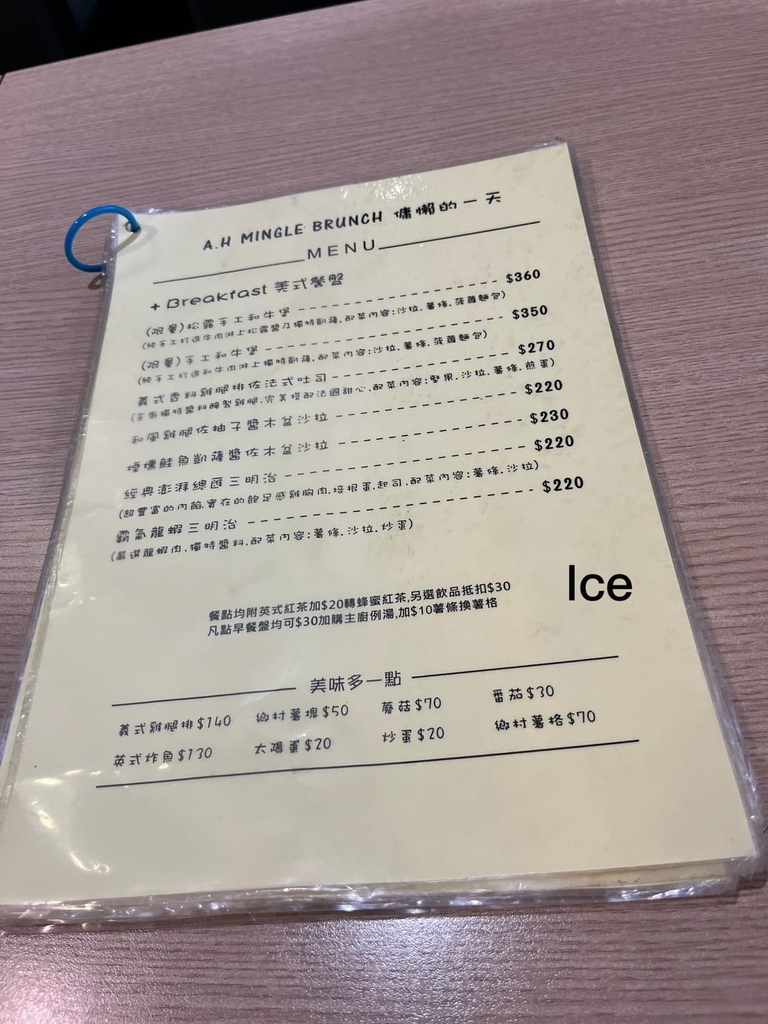 A.H MINGLE BRUNCH 慵懶的一天
MENU
+ Breakfast 美式餐盤
(限量)松露手工和牛堡 $360
(純手工打造牛肉淋上松露醬及獨特勛薩,配菜內容:沙拉.薯條.菠蘿麵包)
(限量)手工和牛堡 $350
(純手工打造和牛肉淋上獨特勛薩,配菜內容:沙拉.薯條.菠蘿麵包)
義式香料雞腿排佐法式吐司 $270
(主廚獨特醬料醃製雞腿.完美搭配法國甜心,配菜內容:堅果.沙拉.薯條.煎蛋)
和風雞腿佐柚子醬木盆沙拉 $220
煙燻鮭魚凱薩醬佐木盆沙拉 $230
經典澎湃總匯三明治 $220
(超豐富的內餡,實在的飽足感雞胸肉.培根蛋.起司,配菜內容:薯條.沙拉)
霸氣龍蝦三明治 $220
(嚴選龍蝦肉.獨特醬料,配菜內容:薯條.沙拉.炒蛋)
Ice
餐點均附英式紅茶加$20轉蜂蜜紅茶,另選飲品抵扣$30
凡點早餐盤均可$30加購主廚例湯,加$10薯條換薯格
美味多一點
義式雞腿排$140 鄉村薯塊$50 蘑菇$70 番茄$30
英式炸魚$130 太陽蛋$20 炒蛋$20 鄉村薯格$70